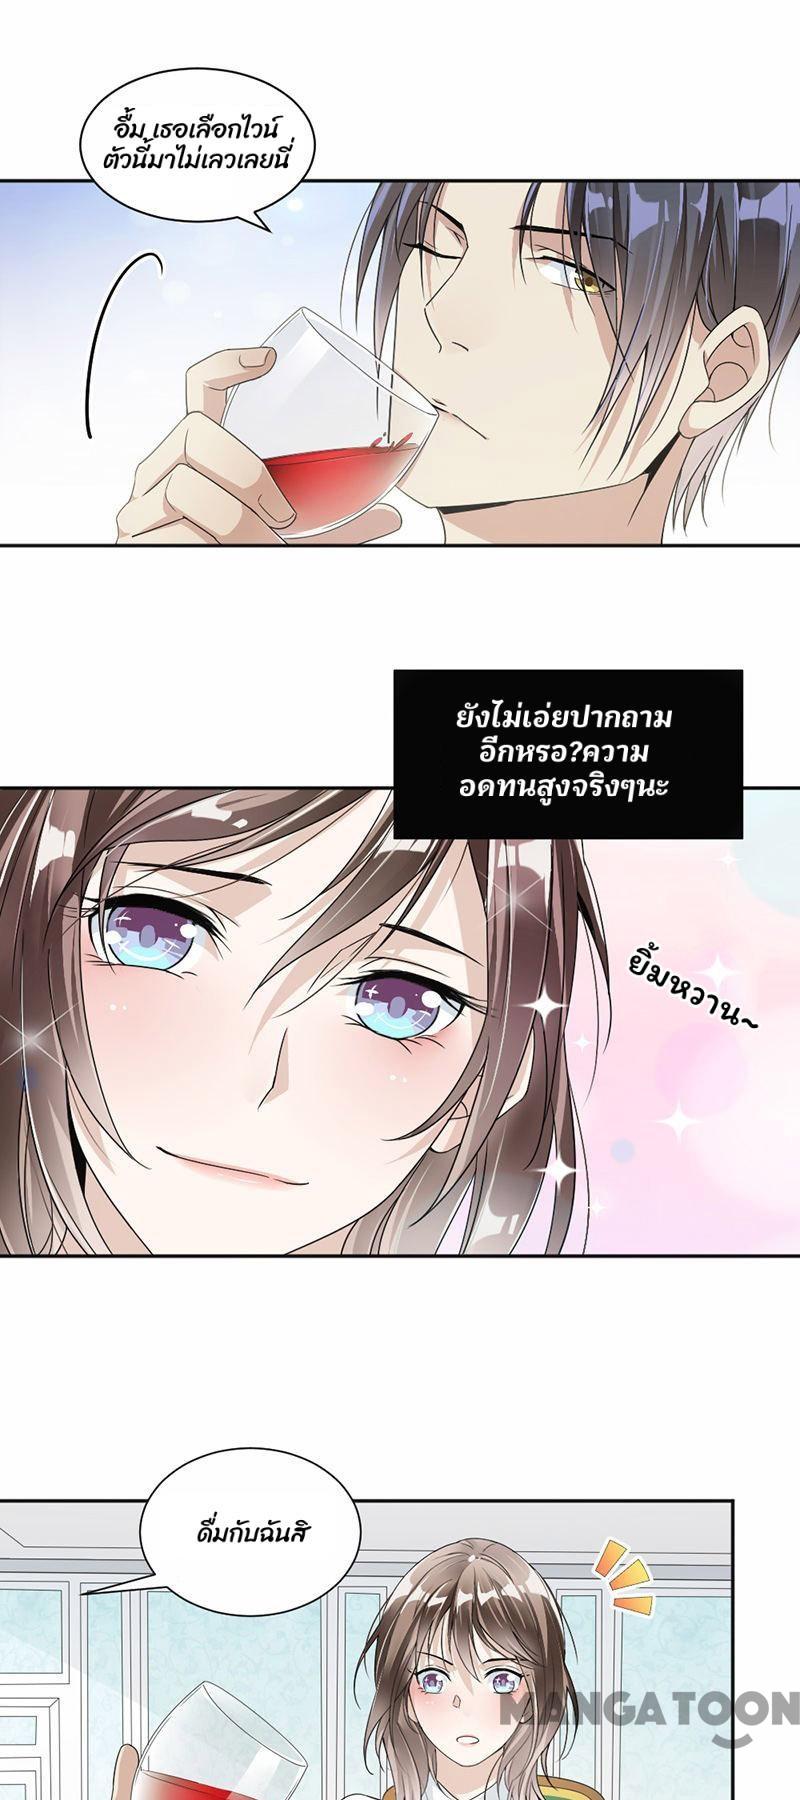 อื้ม เธอเลือกไวน์
ตัวนี้มาไม่เลวเลยนี่
ยังไม่เอ่ยปากถาม
อีกหรอ?ความ
อดทนสูงจริงๆนะ
ยิ้มหวาน~
ดื่มกับฉันสิ
MANGATOON